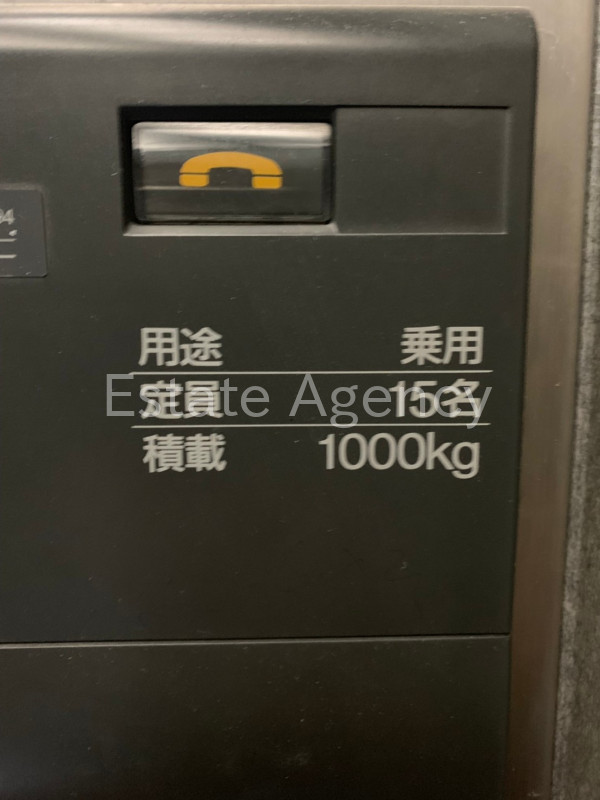 用途 乗用
定員 15名
積載 1000kg
Estate Agency